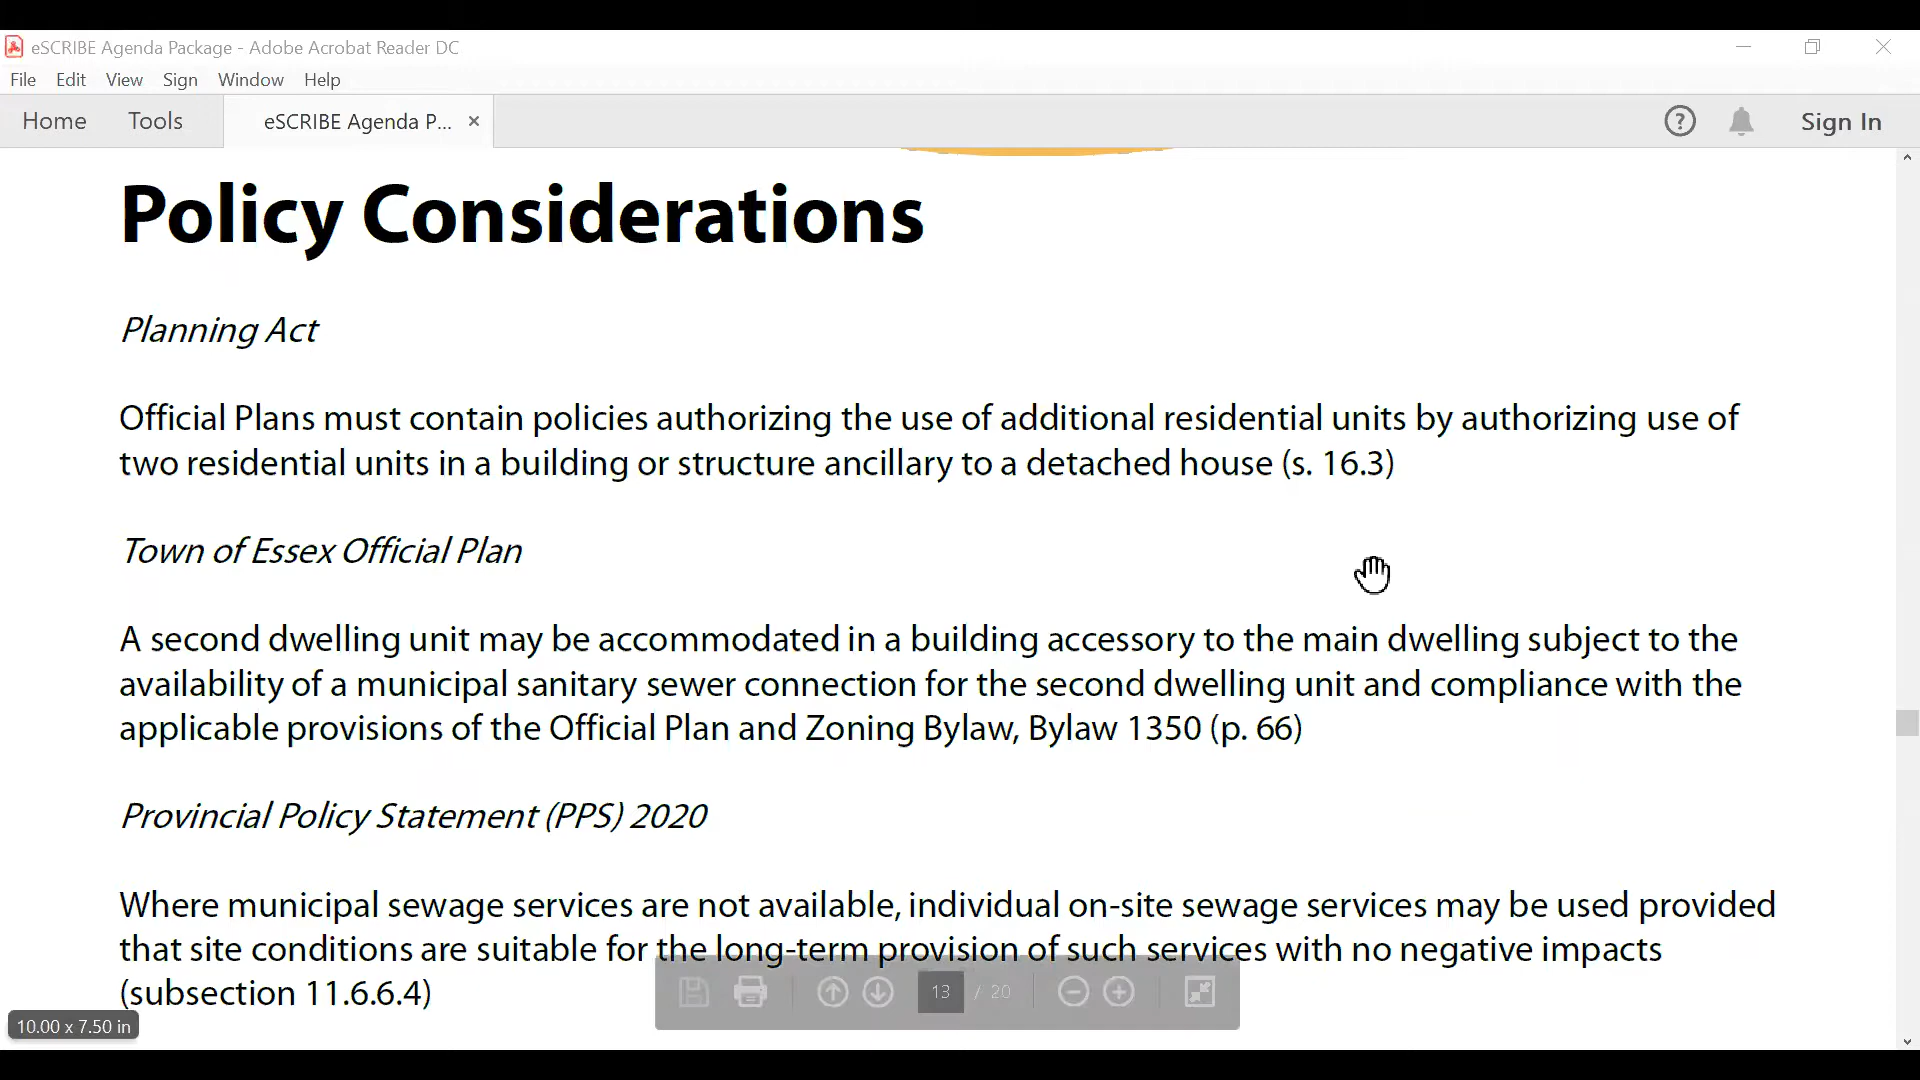 eSCRIBE Agenda Package - Adobe Acrobat Reader DC
File Edit View Sign Window Help
Home Tools eSCRIBE Agenda P... × ? Sign In
Policy Considerations
Planning Act
Official Plans must contain policies authorizing the use of additional residential units by authorizing use of
two residential units in a building or structure ancillary to a detached house (s. 16.3)
Town of Essex Official Plan
A second dwelling unit may be accommodated in a building accessory to the main dwelling subject to the
availability of a municipal sanitary sewer connection for the second dwelling unit and compliance with the
applicable provisions of the Official Plan and Zoning Bylaw, Bylaw 1350 (p. 66)
Provincial Policy Statement (PPS) 2020
Where municipal sewage services are not available, individual on-site sewage services may be used provided
that site conditions are suitable for the long-term provision of such services with no negative impacts
(subsection 11.6.6.4)
13 / 20
10.00 x 7.50 in